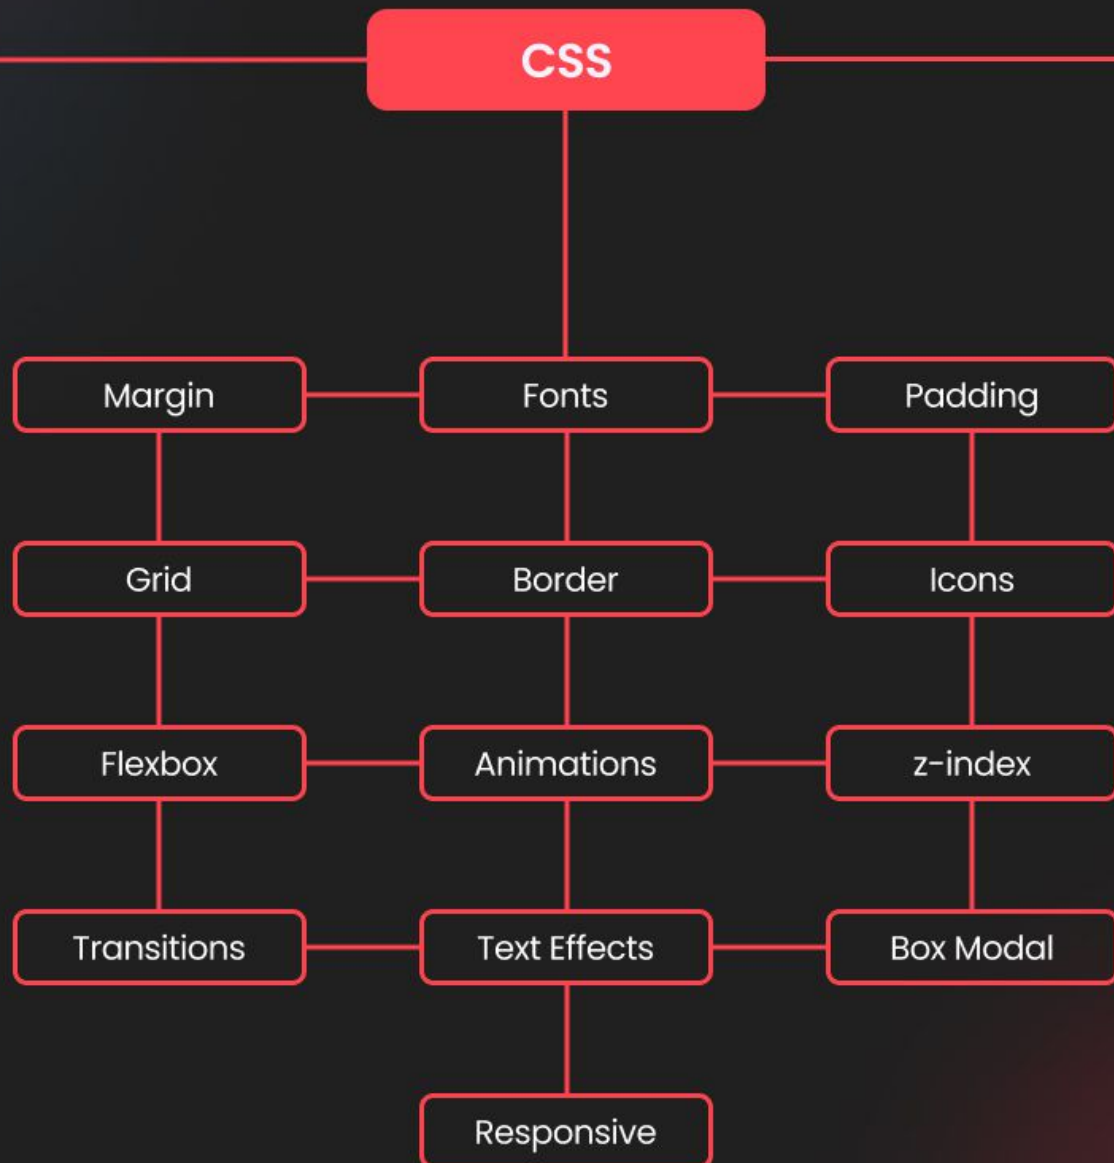 CSS
Margin
Fonts
Padding
Grid
Border
Icons
Flexbox
Animations
z-index
Transitions
Text Effects
Box Modal
Responsive